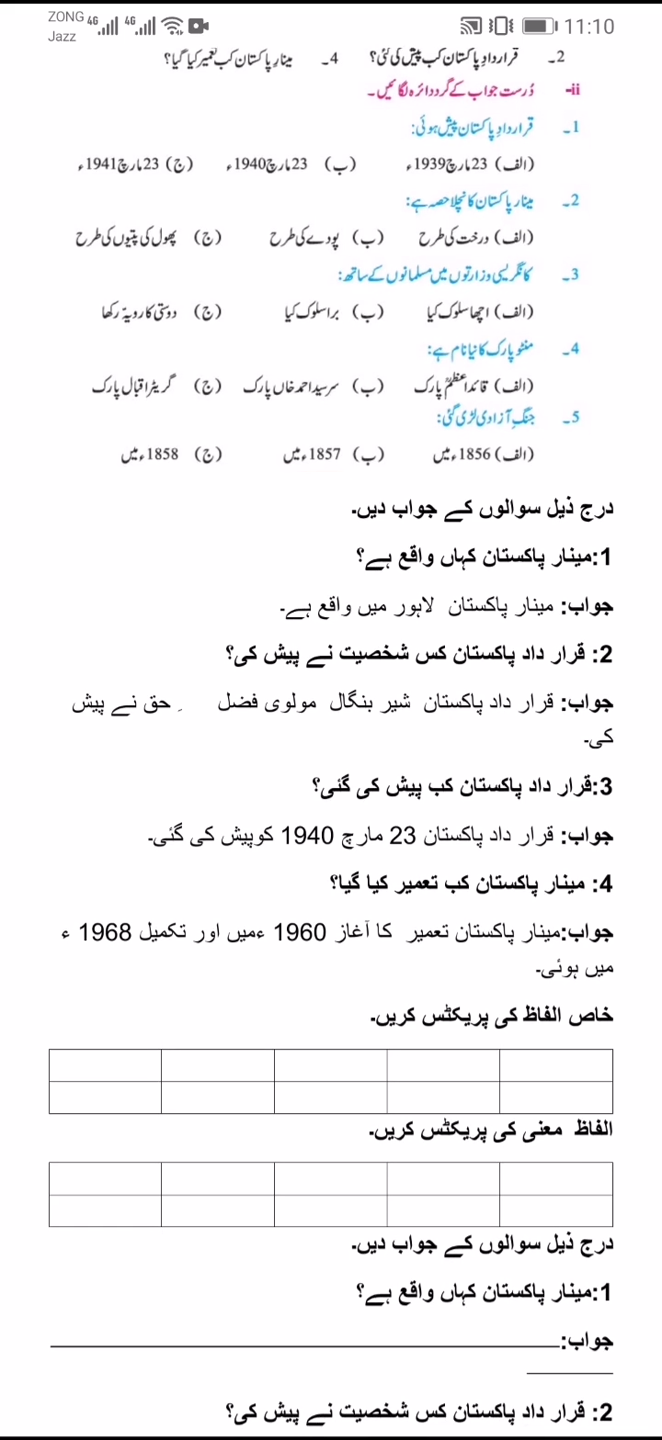 ZONG 4G 4G 11:10
Jazz
2- قراردادِ پاکستان کب پیش کی گئی؟ 4- مینارِ پاکستان کب تعمیر کیا گیا؟
ii- دُرست جواب کے گرد دائرہ لگائیں۔
1- قراردادِ پاکستان پیش ہوئی:
(الف) 23 مارچ 1939ء (ب) 23 مارچ 1940ء (ج) 23 مارچ 1941ء
2- مینارِ پاکستان کا نچلا حصہ ہے:
(الف) درخت کی طرح (ب) پودے کی طرح (ج) پھول کی پتیوں کی طرح
3- کانگریسی وزارتوں میں مسلمانوں کے ساتھ:
(الف) اچھا سلوک کیا (ب) برا سلوک کیا (ج) دوستی کا رویہ رکھا
4- منٹو پارک کا نیا نام ہے:
(الف) قائداعظمؒ پارک (ب) سرسید احمد خاں پارک (ج) گریٹر اقبال پارک
5- جنگِ آزادی لڑی گئی:
(الف) 1856ء میں (ب) 1857ء میں (ج) 1858ء میں
درج ذیل سوالوں کے جواب دیں۔
1:مینار پاکستان کہاں واقع ہے؟
جواب: مینار پاکستان لاہور میں واقع ہے۔
2: قرار داد پاکستان کس شخصیت نے پیش کی؟
جواب: قرار داد پاکستان شیر بنگال مولوی فضل ِ حق نے پیش
کی۔
3:قرار داد پاکستان کب پیش کی گئی؟
جواب: قرار داد پاکستان 23 مارچ 1940 کوپیش کی گئی۔
4: مینار پاکستان کب تعمیر کیا گیا؟
جواب:مینار پاکستان تعمیر کا آغاز 1960 ءمیں اور تکمیل 1968 ء
میں ہوئی۔
خاص الفاظ کی پریکٹس کریں۔
الفاظ معنی کی پریکٹس کریں۔
درج ذیل سوالوں کے جواب دیں۔
1:مینار پاکستان کہاں واقع ہے؟
جواب:
2: قرار داد پاکستان کس شخصیت نے پیش کی؟